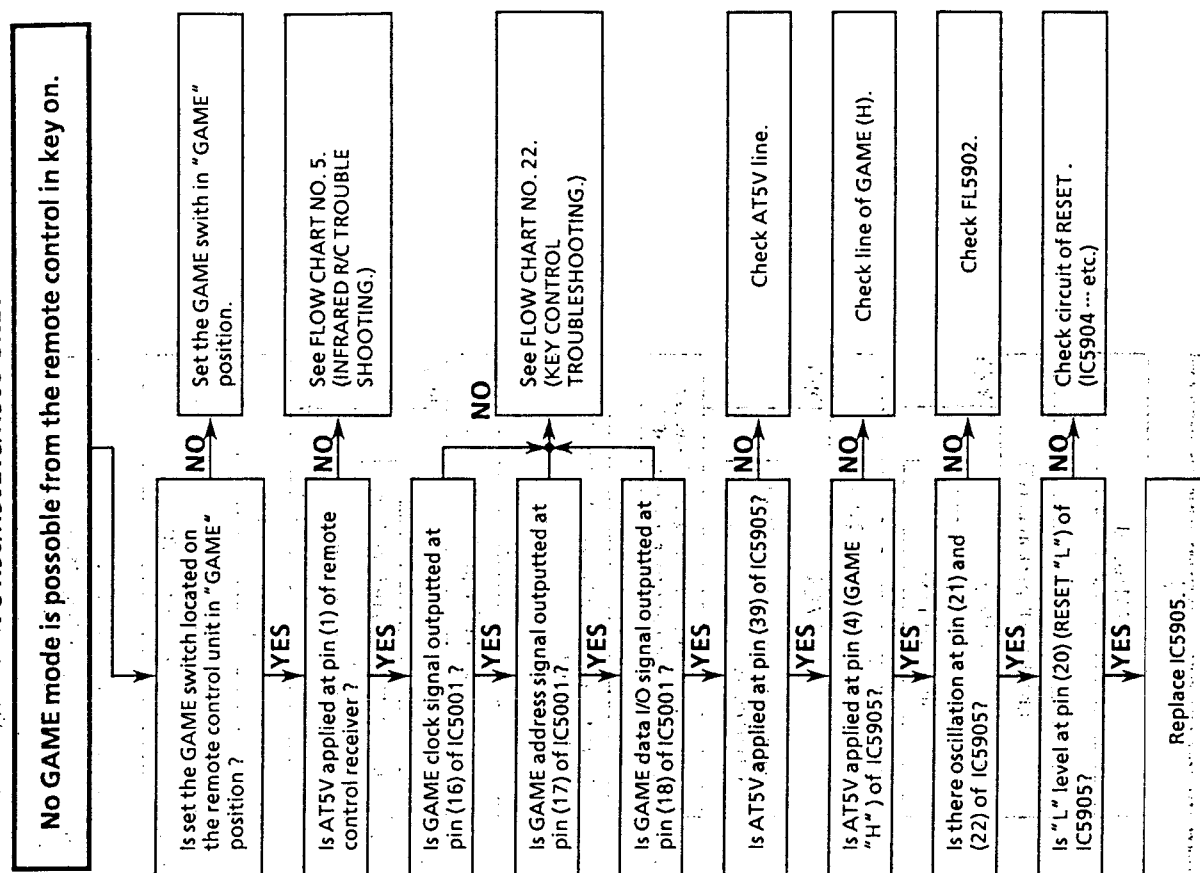 No GAME mode is possoble from the remote control in key on.
Is set the GAME switch located on
the remote control unit in "GAME"
position ?
NO
Set the GAME swith in "GAME"
position.
YES
Is AT5V applied at pin (1) of remote
control receiver ?
NO
See FLOW CHART NO. 5.
(INFRARED R/C TROUBLE
SHOOTING.)
YES
Is GAME clock signal outputted at
pin (16) of IC5001 ?
YES
Is GAME address signal outputted at
pin (17) of IC5001 ?
NO
See FLOW CHART NO. 22.
(KEY CONTROL
TROUBLESHOOTING.)
YES
Is GAME data I/O signal outputted at
pin (18) of IC5001 ?
YES
Is AT5V applied at pin (39) of IC5905?
NO
Check AT5V line.
YES
Is AT5V applied at pin (4) (GAME
"H") of IC5905?
NO
Check line of GAME (H).
YES
Is there oscillation at pin (21) and
(22) of IC5905?
NO
Check FL5902.
YES
Is "L" level at pin (20) (RESET "L") of
IC5905?
NO
Check circuit of RESET .
(IC5904 --- etc.)
YES
Replace IC5905.